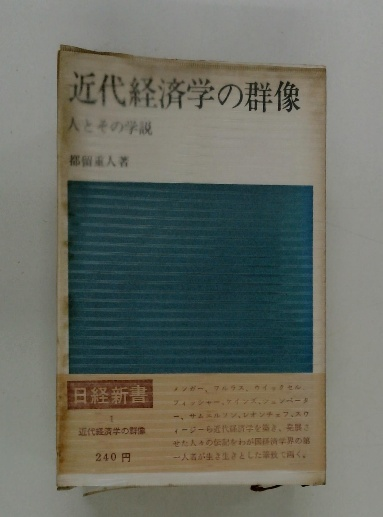 近代経済学の群像
人とその学説
都留重人著
日経新書
1
近代経済学の群像
240円
メンガー、ワルラス、ウイックセル、
フィッシャー、ケインズ、シュンペータ
ー、サムエルソン、レオンチェフ、スウ
ィージーら近代経済学を築き、発展さ
せた人々の伝記をわが国経済学界の第
一人者が生き生きとした筆致で描く。